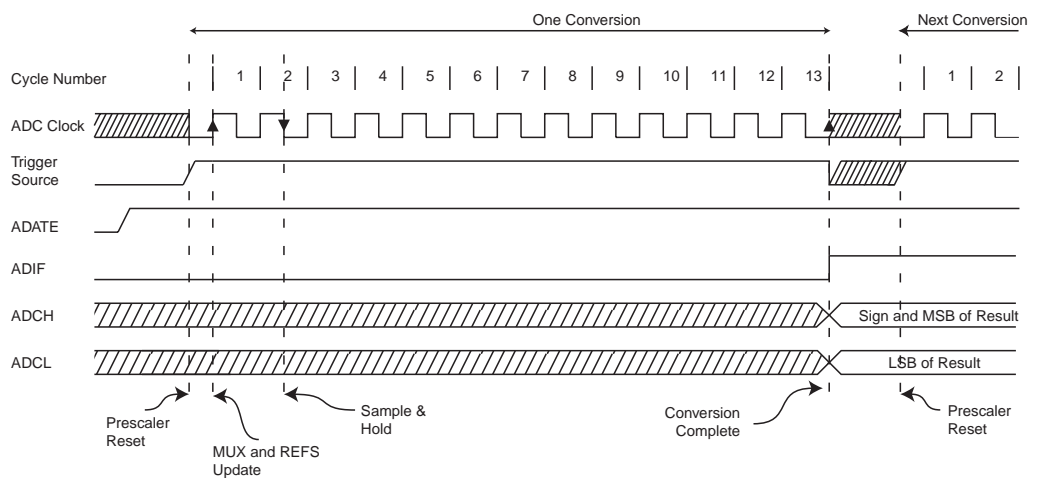 One Conversion
Next Conversion
Cycle Number
1 2 3 4 5 6 7 8 9 10 11 12 13 1 2
ADC Clock
Trigger
Source
ADATE
ADIF
ADCH
Sign and MSB of Result
ADCL
LSB of Result
Prescaler
Reset
MUX and REFS
Update
Sample &
Hold
Conversion
Complete
Prescaler
Reset